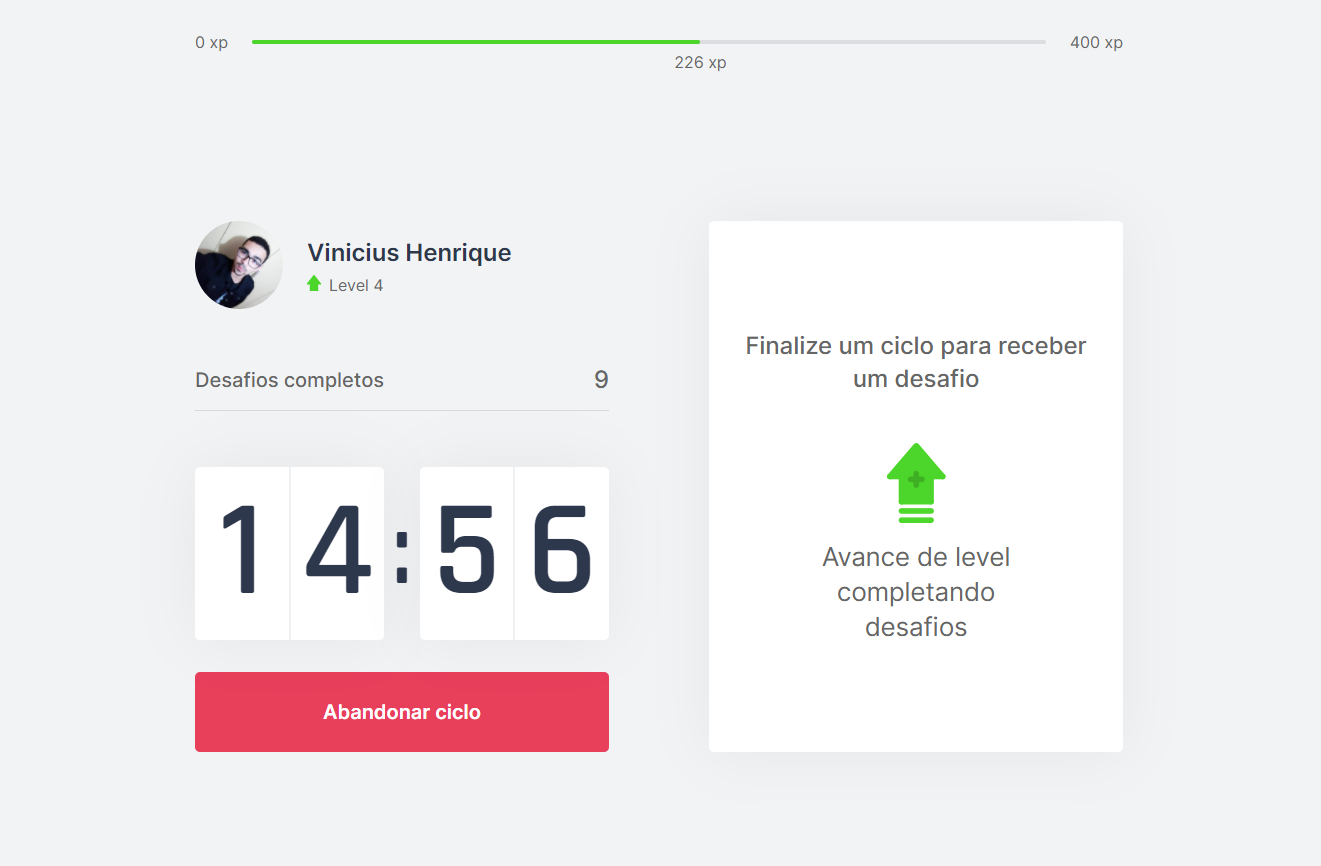 0 xp
400 xp
226 xp
Vinicius Henrique
Level 4
Desafios completos
9
14:56
Abandonar ciclo
Finalize um ciclo para receber
um desafio
Avance de level
completando
desafios